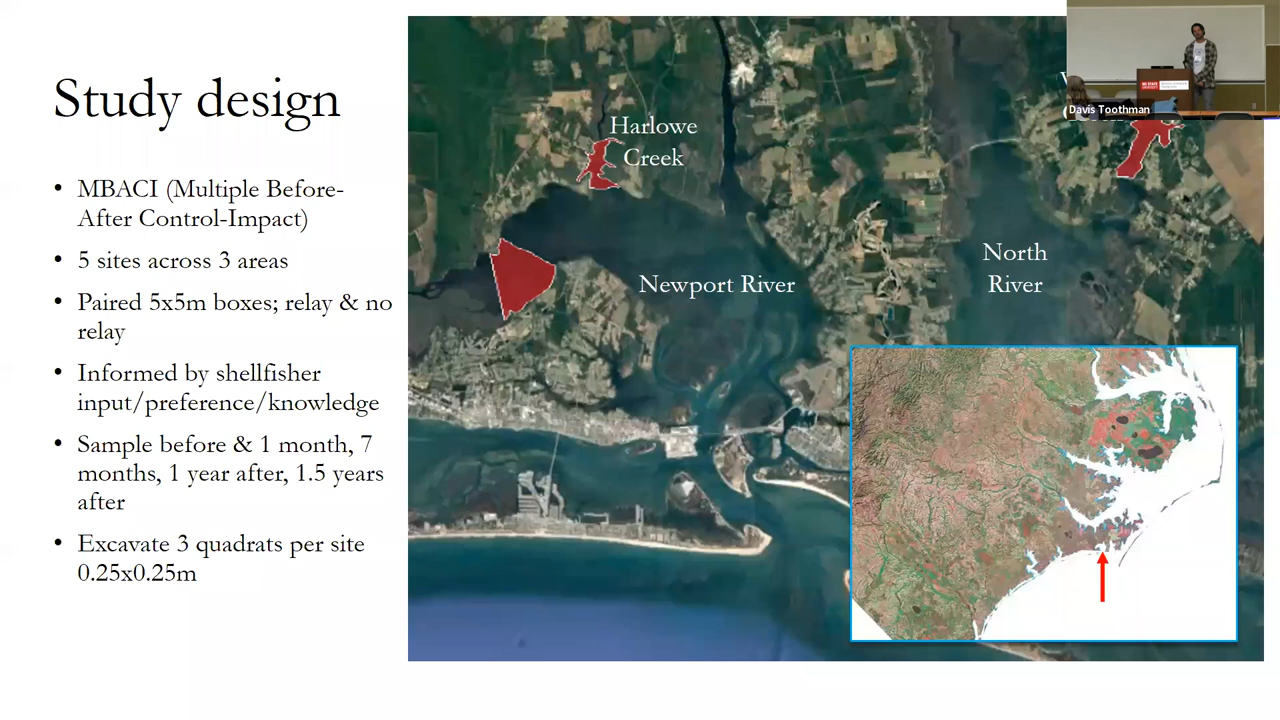 Study design
• MBACI (Multiple Before-
After Control-Impact)
• 5 sites across 3 areas
• Paired 5x5m boxes; relay & no
relay
• Informed by shellfisher
input/preference/knowledge
• Sample before & 1 month, 7
months, 1 year after, 1.5 years
after
• Excavate 3 quadrats per site
0.25x0.25m
Harlowe
Creek
Newport River
North
River
Davis Toothman